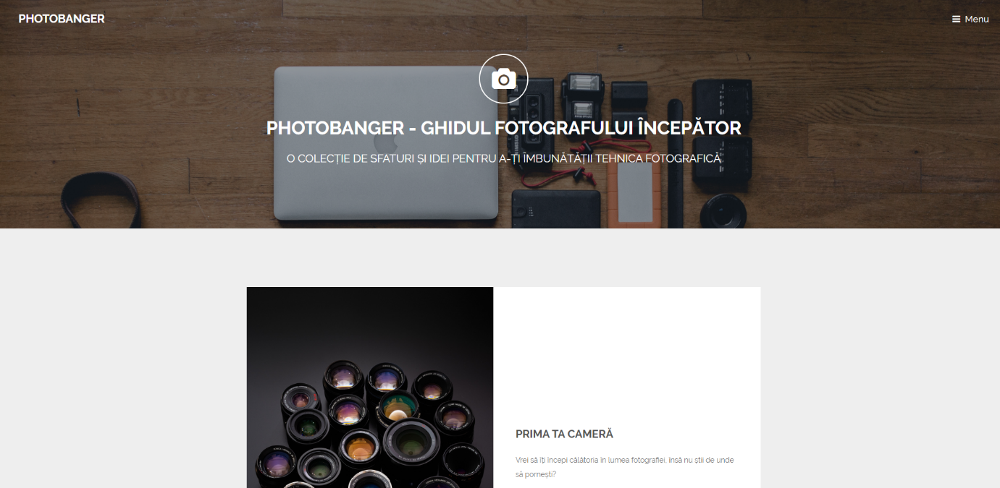 PHOTOBANGER
Menu
PHOTOBANGER - GHIDUL FOTOGRAFULUI ÎNCEPĂTOR
O COLECȚIE DE SFATURI ȘI IDEI PENTRU A-ȚI ÎMBUNĂTĂȚII TEHNICA FOTOGRAFICĂ
PRIMA TA CAMERĂ
Vrei să îți începi călătoria în lumea fotografiei, însă nu știi de unde
să pornești?